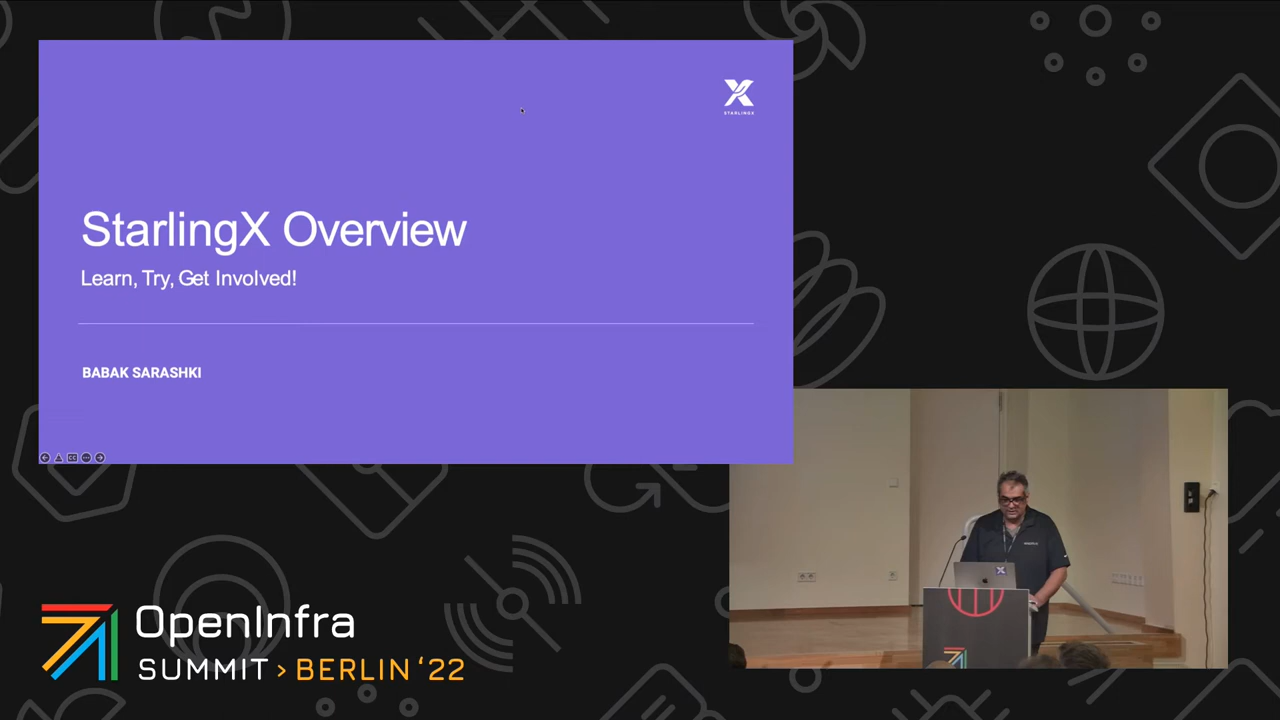 STARLINGX
StarlingX Overview
Learn, Try, Get Involved!
BABAK SARASHKI
OpenInfra
SUMMIT > BERLIN ‘22